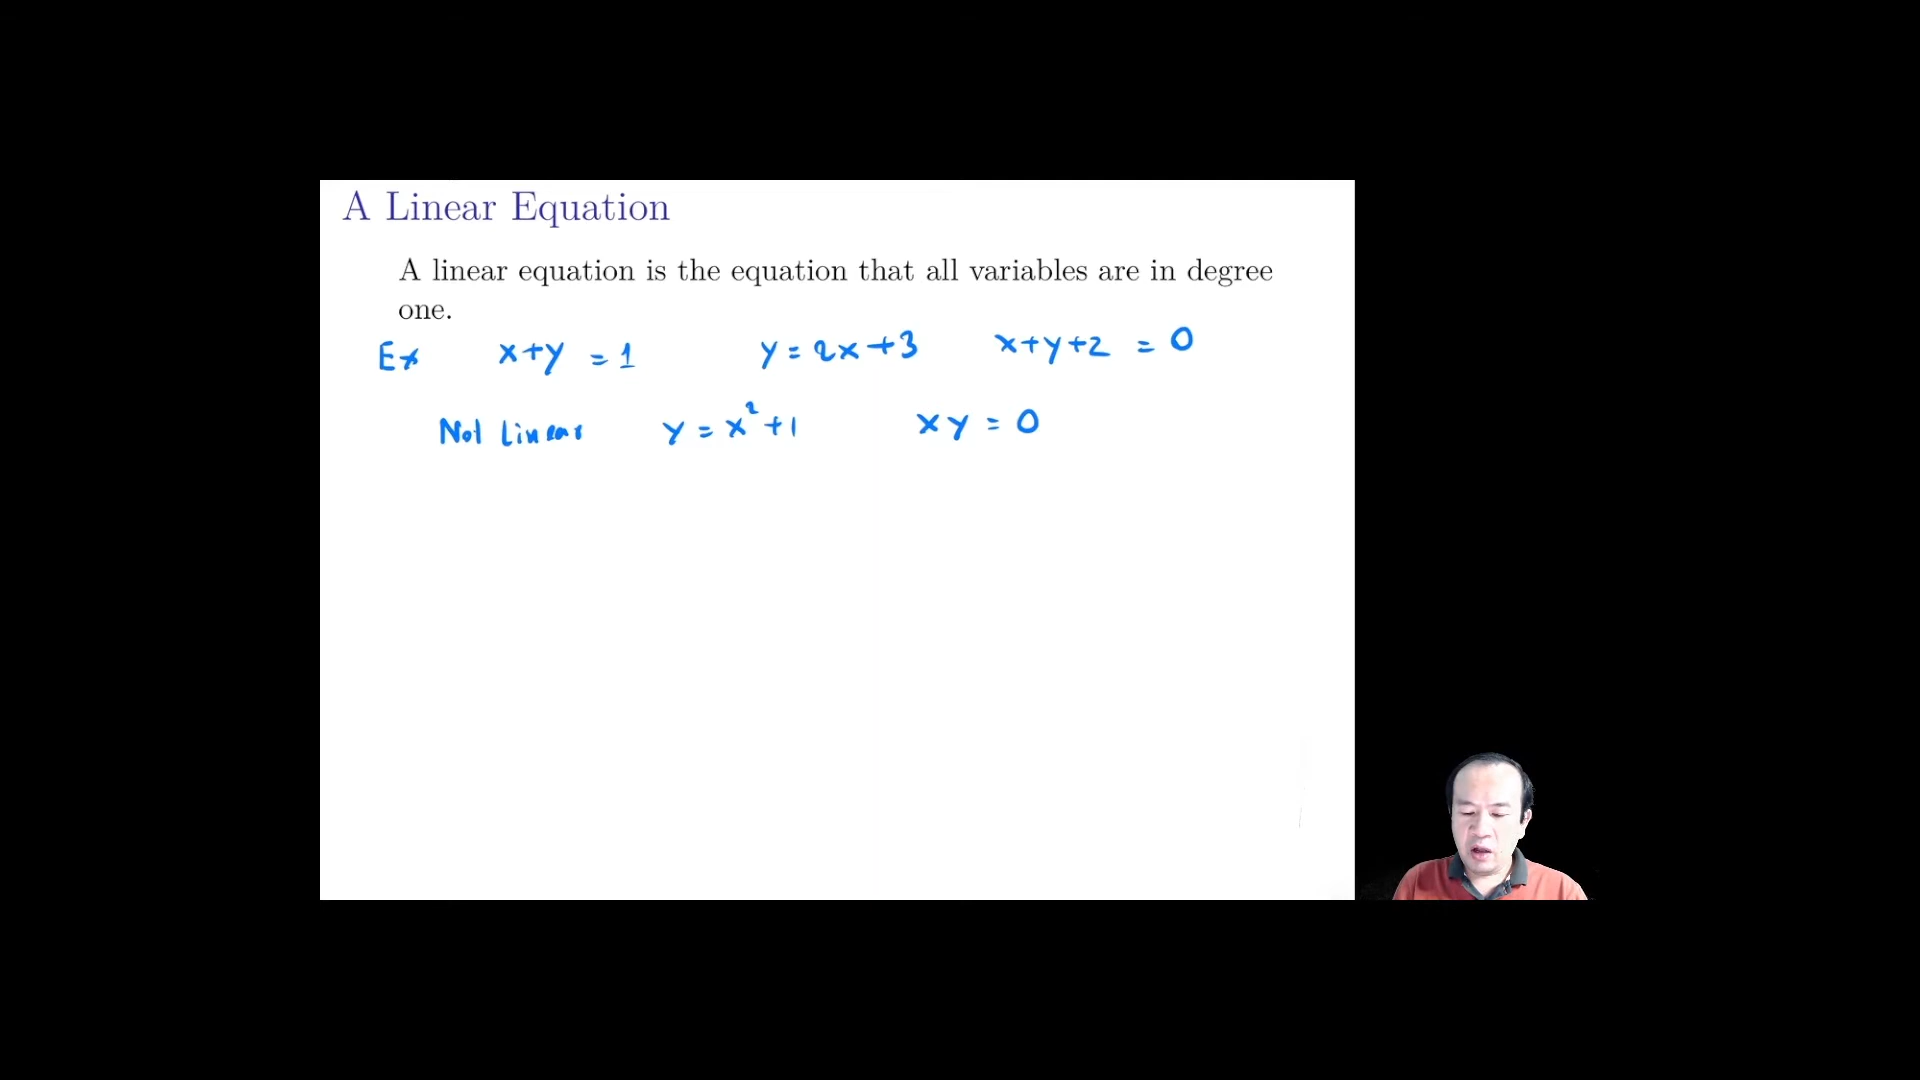 A Linear Equation
A linear equation is the equation that all variables are in degree
one.
Ex x+y = 1 y = 2x+3 x+y+z = 0
Not Linear y = x²+1 xy = 0